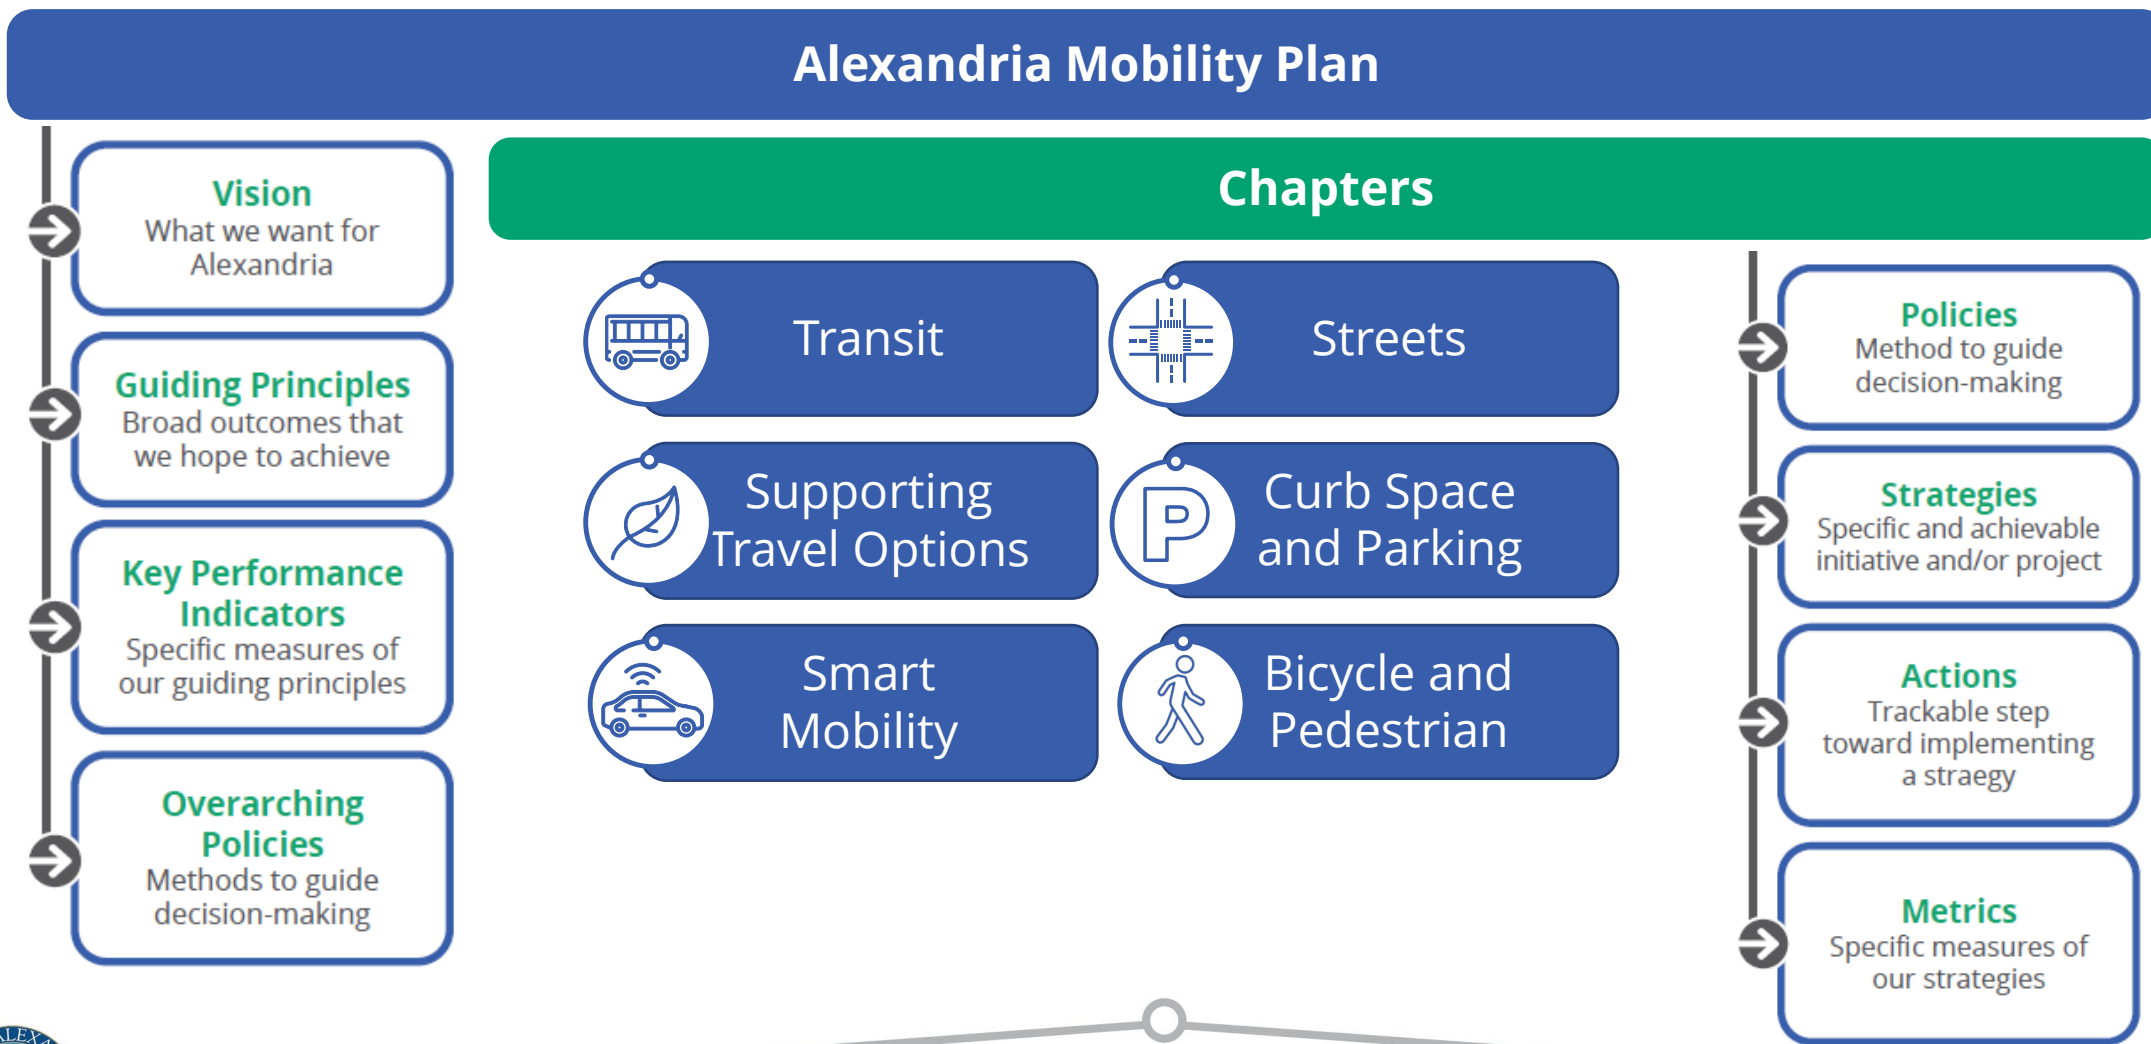 Alexandria Mobility Plan
Vision
What we want for
Alexandria
Guiding Principles
Broad outcomes that
we hope to achieve
Key Performance
Indicators
Specific measures of
our guiding principles
Overarching
Policies
Methods to guide
decision-making
Chapters
Transit
Streets
Supporting
Travel Options
P
Curb Space
and Parking
Smart
Mobility
Bicycle and
Pedestrian
Policies
Method to guide
decision-making
Strategies
Specific and achievable
initiative and/or project
Actions
Trackable step
toward implementing
a straegy
Metrics
Specific measures of
our strategies